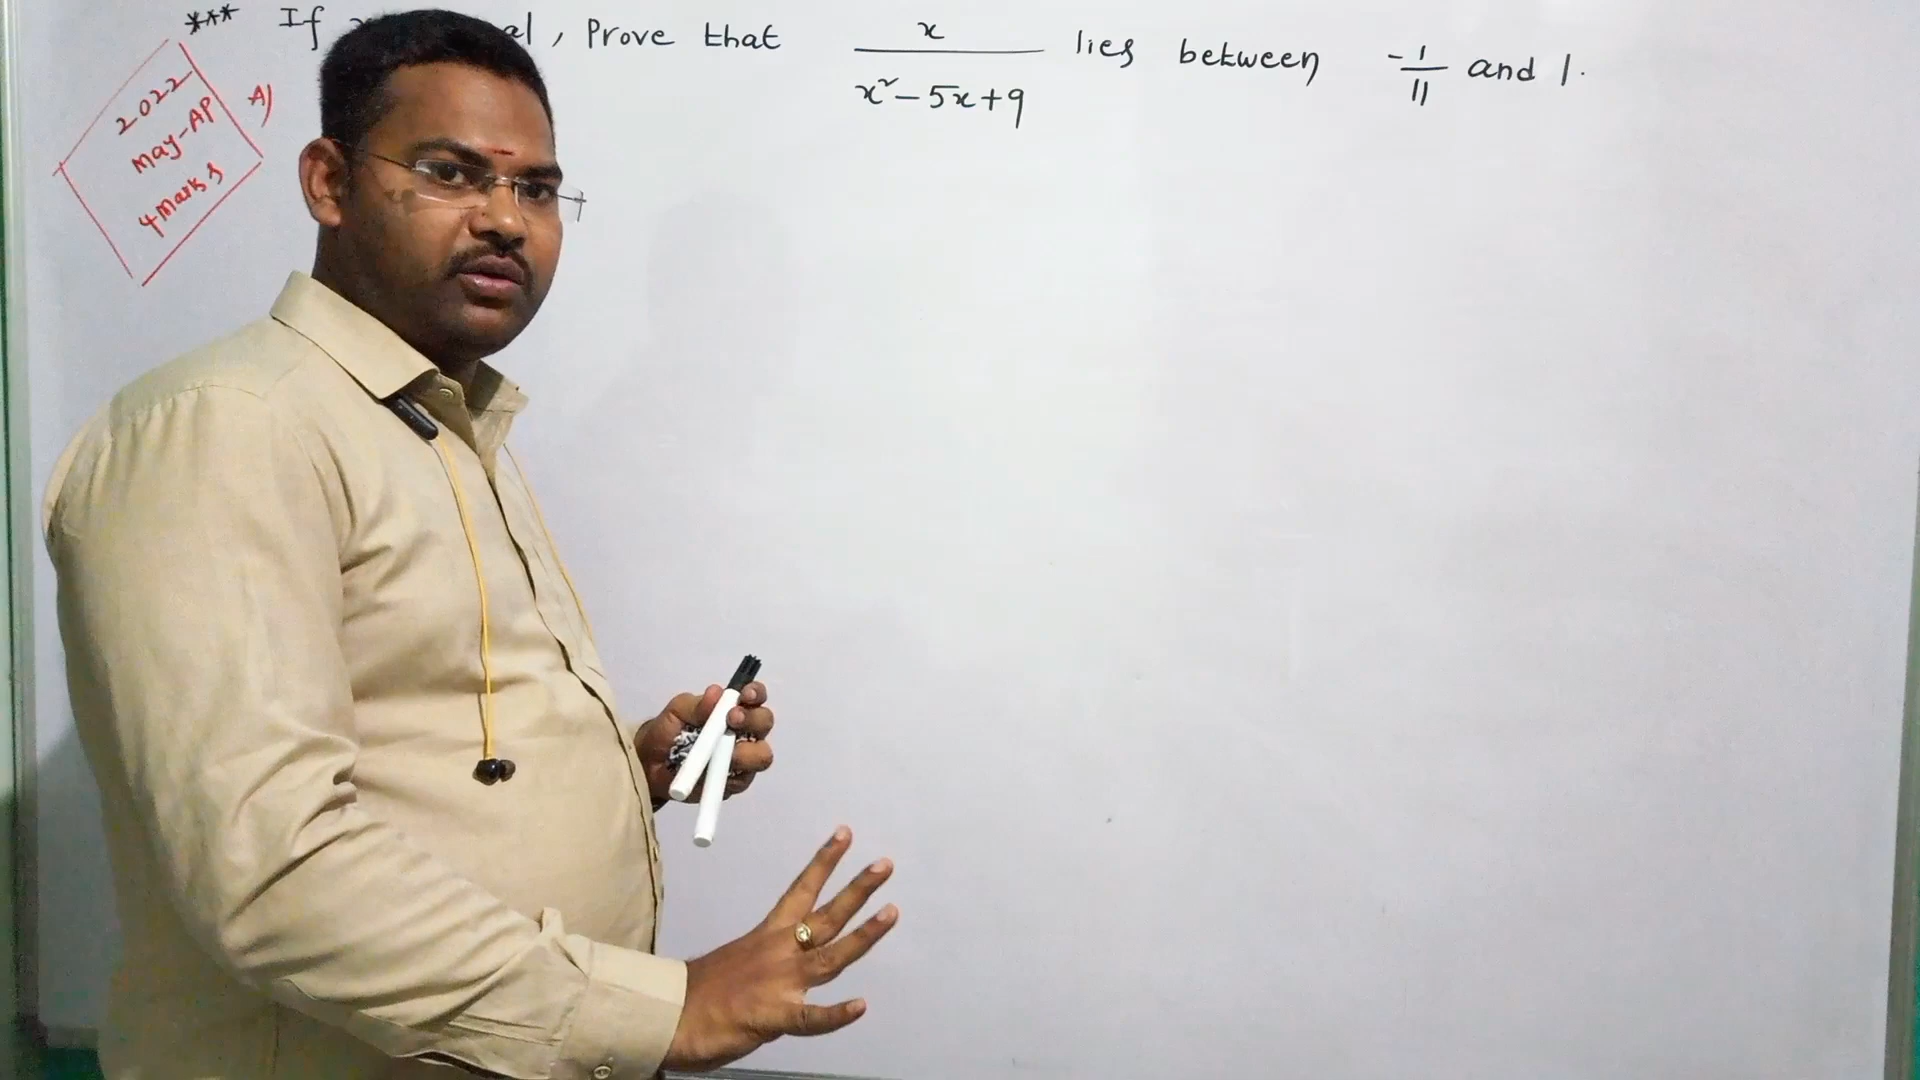 *** If , Prove that x / x² - 5x + 9 lies between -1/11 and 1.
2022
May-AP
4 Marks
A)